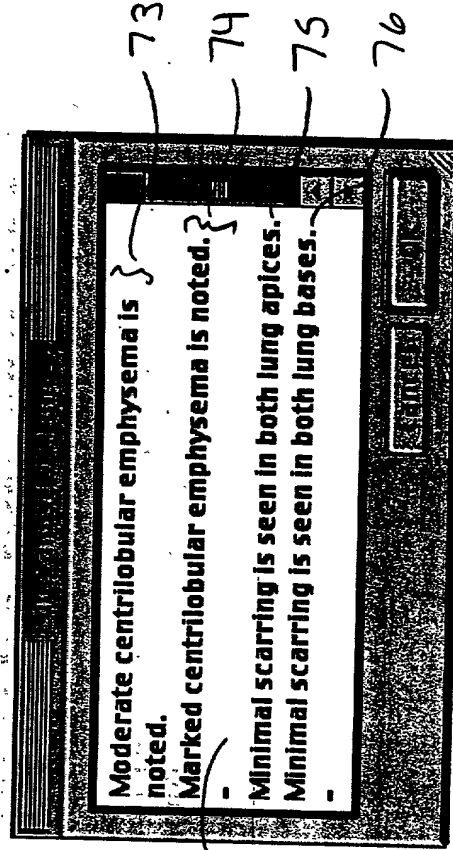 Moderate centrilobular emphysema is
noted.
Marked centrilobular emphysema is noted.
-
Minimal scarring is seen in both lung apices.
Minimal scarring is seen in both lung bases.
-
Cancel
73
74
75
76